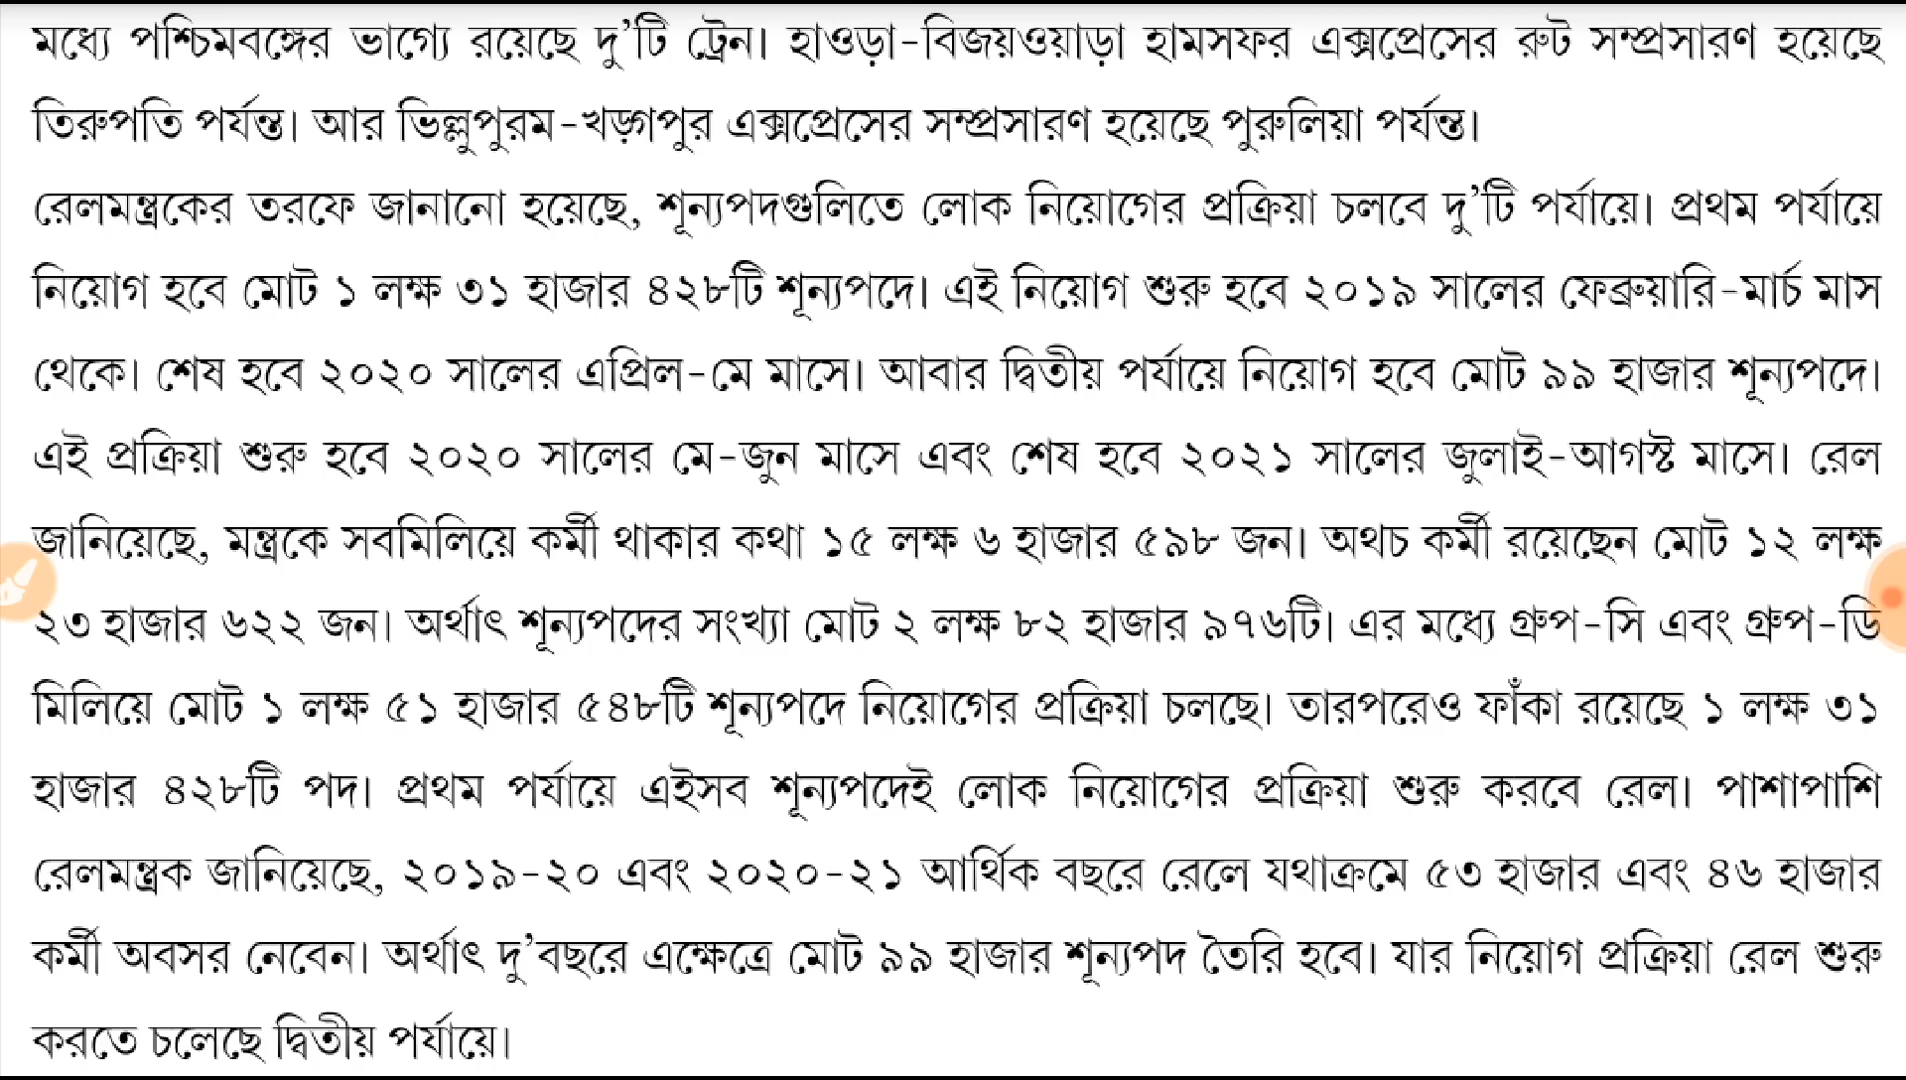 মধ্যে পশ্চিমবঙ্গের ভাগ্যে রয়েছে দু’টি ট্রেন। হাওড়া-বিজয়ওয়াড়া হামসফর এক্সপ্রেসের রুট সম্প্রসারণ হয়েছে
তিরুপতি পর্যন্ত। আর ভিল্লুপুরম-খড়্গপুর এক্সপ্রেসের সম্প্রসারণ হয়েছে পুরুলিয়া পর্যন্ত।
রেলমন্ত্রকের তরফে জানানো হয়েছে, শূন্যপদগুলিতে লোক নিয়োগের প্রক্রিয়া চলবে দু’টি পর্যায়ে। প্রথম পর্যায়ে
নিয়োগ হবে মোট ১ লক্ষ ৩১ হাজার ৪২৮টি শূন্যপদে। এই নিয়োগ শুরু হবে ২০১৯ সালের ফেব্রুয়ারি-মার্চ মাস
থেকে। শেষ হবে ২০২০ সালের এপ্রিল-মে মাসে। আবার দ্বিতীয় পর্যায়ে নিয়োগ হবে মোট ৯৯ হাজার শূন্যপদে।
এই প্রক্রিয়া শুরু হবে ২০২০ সালের মে-জুন মাসে এবং শেষ হবে ২০২১ সালের জুলাই-আগস্ট মাসে। রেল
জানিয়েছে, মন্ত্রকে সবমিলিয়ে কর্মী থাকার কথা ১৫ লক্ষ ৬ হাজার ৫৯৮ জন। অথচ কর্মী রয়েছেন মোট ১২ লক্ষ
২৩ হাজার ৬২২ জন। অর্থাৎ শূন্যপদের সংখ্যা মোট ২ লক্ষ ৮২ হাজার ৯৭৬টি। এর মধ্যে গ্রুপ-সি এবং গ্রুপ-ডি
মিলিয়ে মোট ১ লক্ষ ৫১ হাজার ৫৪৮টি শূন্যপদে নিয়োগের প্রক্রিয়া চলছে। তারপরেও ফাঁকা রয়েছে ১ লক্ষ ৩১
হাজার ৪২৮টি পদ। প্রথম পর্যায়ে এইসব শূন্যপদেই লোক নিয়োগের প্রক্রিয়া শুরু করবে রেল। পাশাপাশি
রেলমন্ত্রক জানিয়েছে, ২০১৯-২০ এবং ২০২০-২১ আর্থিক বছরে রেলে যথাক্রমে ৫৩ হাজার এবং ৪৬ হাজার
কর্মী অবসর নেবেন। অর্থাৎ দু’বছরে এক্ষেত্রে মোট ৯৯ হাজার শূন্যপদ তৈরি হবে। যার নিয়োগ প্রক্রিয়া রেল শুরু
করতে চলেছে দ্বিতীয় পর্যায়ে।